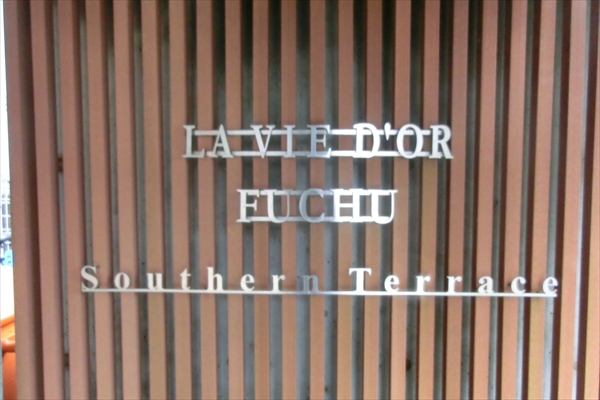 LA VIE D'OR
FUCHU
Southern Terrace